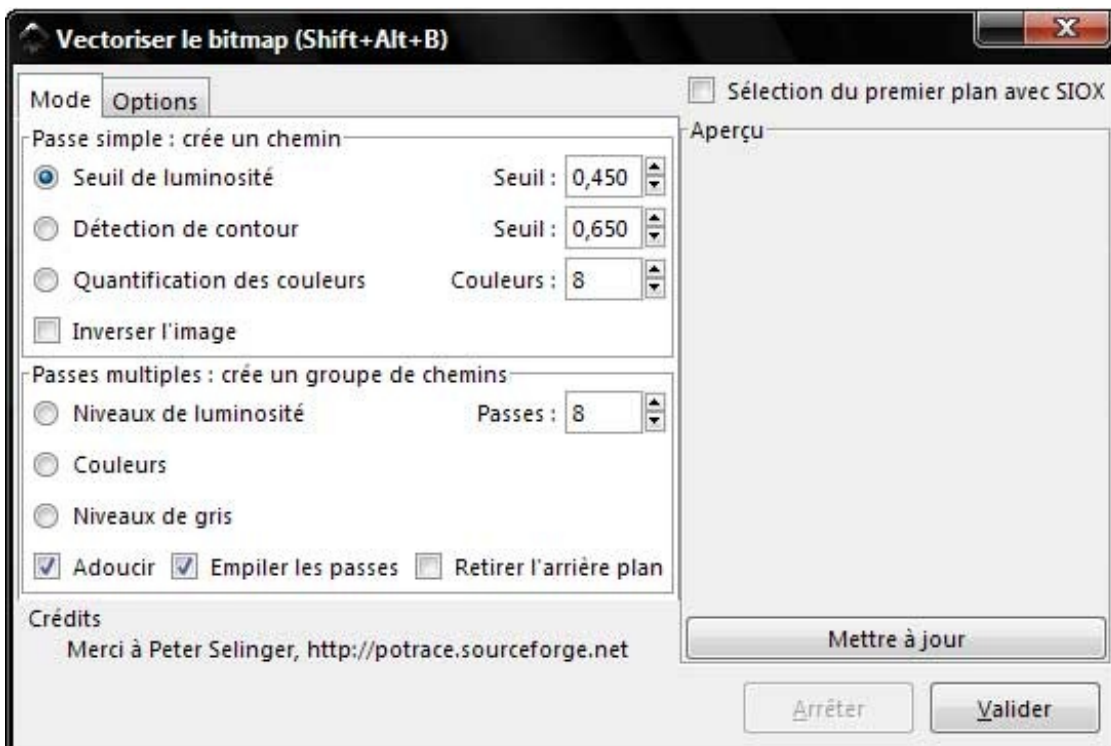 Vectoriser le bitmap (Shift+Alt+B)
Mode Options
Passe simple : crée un chemin
Seuil de luminosité Seuil : 0,450
Détection de contour Seuil : 0,650
Quantification des couleurs Couleurs : 8
Inverser l'image
Passes multiples : crée un groupe de chemins
Niveaux de luminosité Passes : 8
Couleurs
Niveaux de gris
Adoucir Empiler les passes Retirer l'arrière plan
Crédits
Merci à Peter Selinger, http://potrace.sourceforge.net
Sélection du premier plan avec SIOX
Aperçu
Mettre à jour
Arrêter Valider